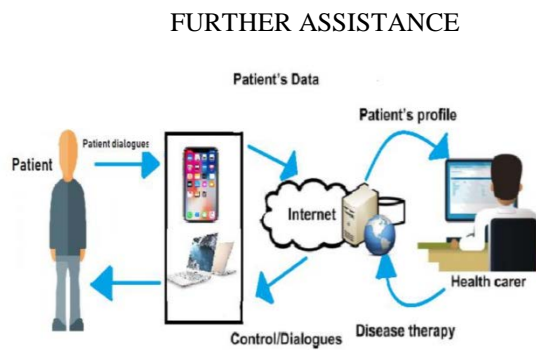 FURTHER ASSISTANCE
Patient's Data
Patient's profile
Patient dialogues
Patient
Internet
Health carer
Control/Dialogues
Disease therapy